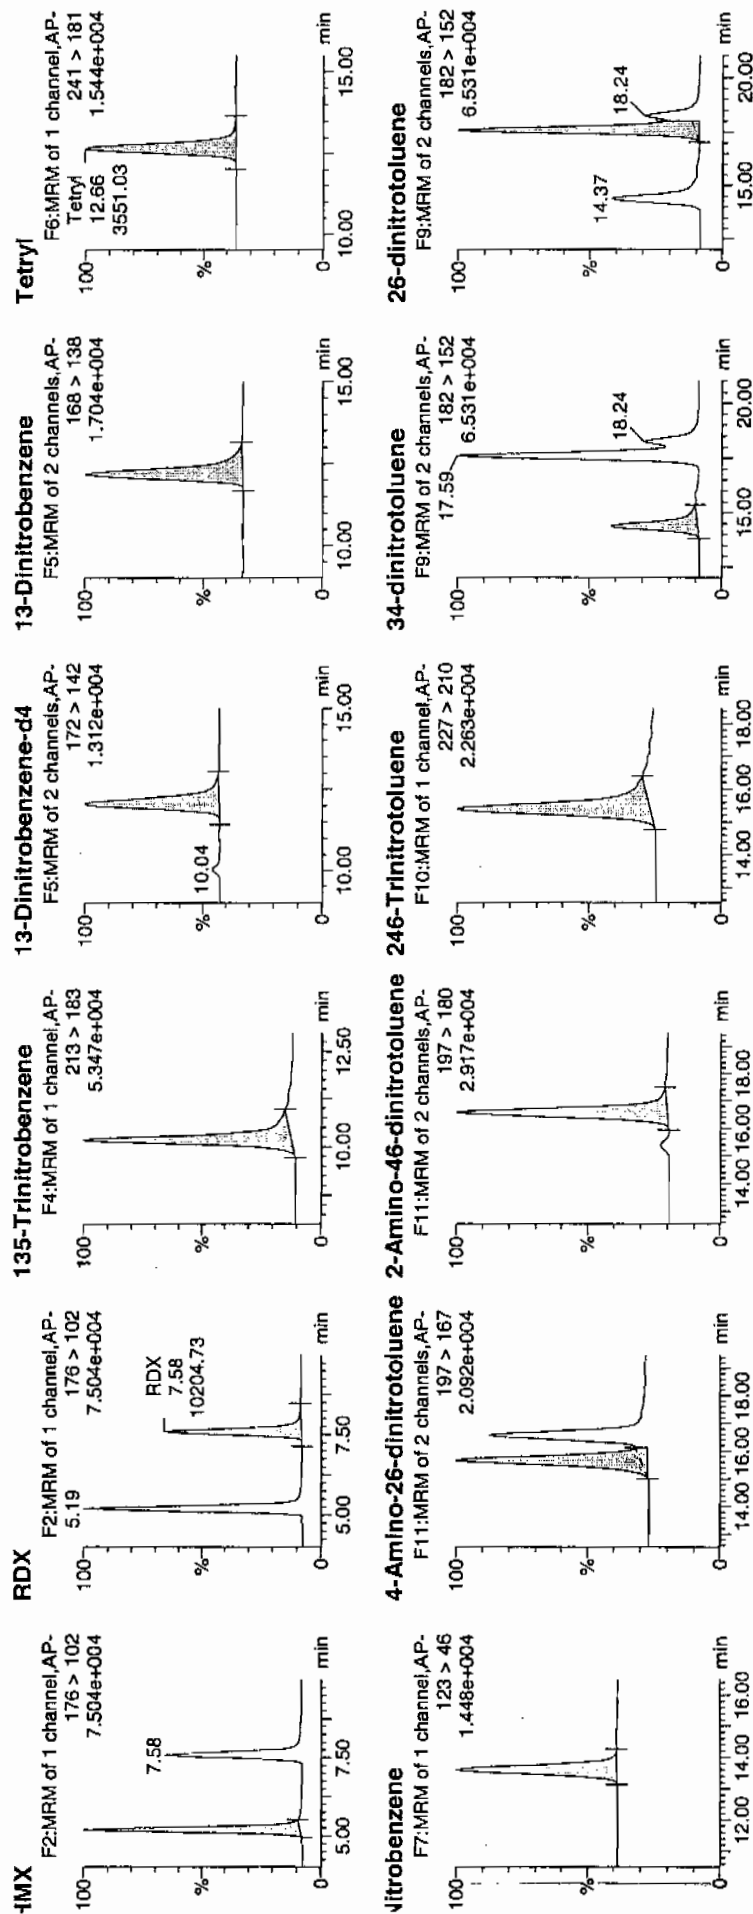 HMX
F2:MRM of 1 channel,AP-
176 > 102
7.504e+004
100
7.58
%
0
5.00
7.50
min
RDX
F2:MRM of 1 channel,AP-
5.19
176 > 102
7.504e+004
100
RDX
7.58
10204.73
%
0
5.00
7.50
min
135-Trinitrobenzene
F4:MRM of 1 channel,AP-
213 > 183
5.347e+004
100
%
0
10.00
12.50
min
13-Dinitrobenzene-d4
F5:MRM of 2 channels,AP-
172 > 142
1.312e+004
100
%
10.04
0
10.00
15.00
min
13-Dinitrobenzene
F5:MRM of 2 channels,AP-
168 > 138
1.704e+004
100
%
0
10.00
15.00
min
Tetryl
F6:MRM of 1 channel,AP-
Tetryl
241 > 181
12.66
1.544e+004
3551.03
100
%
0
10.00
15.00
min
Nitrobenzene
F7:MRM of 1 channel,AP-
123 > 46
1.448e+004
100
%
0
12.00
14.00
16.00
min
4-Amino-26-dinitrotoluene
F11:MRM of 2 channels,AP-
197 > 167
2.092e+004
100
%
0
14.00
16.00
18.00
min
2-Amino-46-dinitrotoluene
F11:MRM of 2 channels,AP-
197 > 180
2.917e+004
100
%
0
14.00
16.00
18.00
min
246-Trinitrotoluene
F10:MRM of 1 channel,AP-
227 > 210
2.263e+004
100
%
0
14.00
16.00
18.00
min
34-dinitrotoluene
F9:MRM of 2 channels,AP-
17.59
182 > 152
6.531e+004
100
18.24
%
0
15.00
20.00
min
26-dinitrotoluene
F9:MRM of 2 channels,AP-
182 > 152
6.531e+004
100
18.24
14.37
%
0
15.00
20.00
min